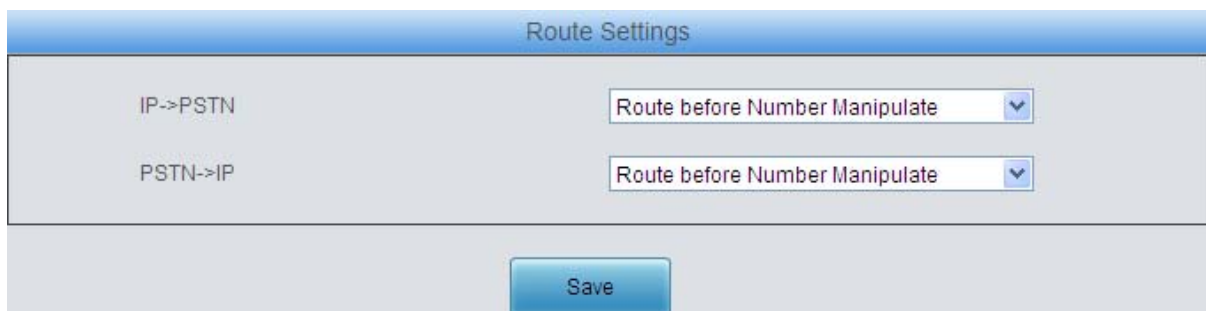 Route Settings
IP->PSTN Route before Number Manipulate
PSTN->IP Route before Number Manipulate
Save